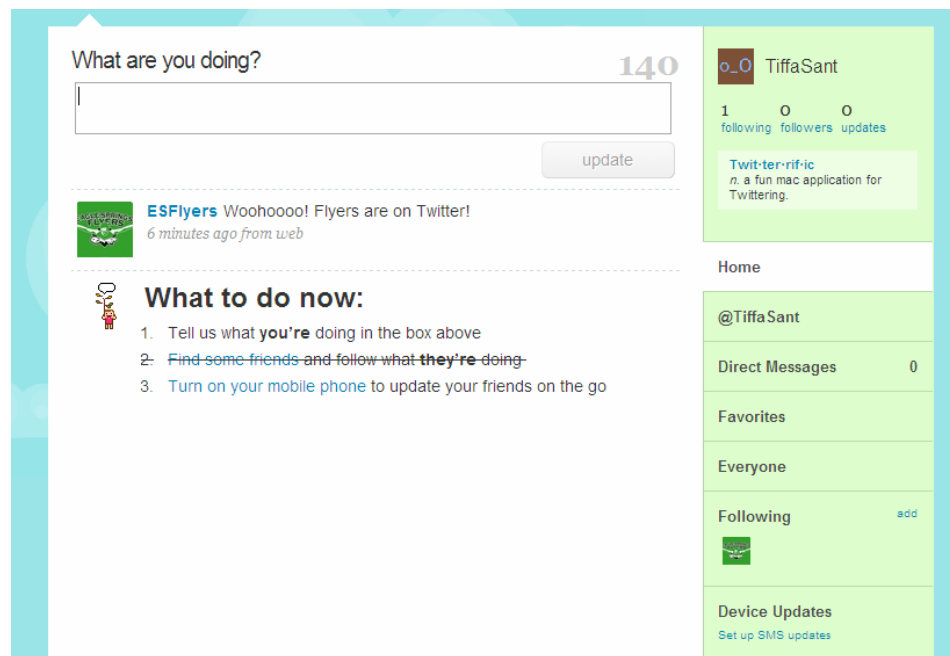 What are you doing?
140
update
ESFlyers Woohoooo! Flyers are on Twitter!
6 minutes ago from web
What to do now:
1. Tell us what you're doing in the box above
2. Find some friends and follow what they're doing
3. Turn on your mobile phone to update your friends on the go
o_O TiffaSant
1 0 0
following followers updates
Twit·ter·rif·ic
n. a fun mac application for
Twittering.
Home
@TiffaSant
Direct Messages 0
Favorites
Everyone
Following add
Device Updates
Set up SMS updates